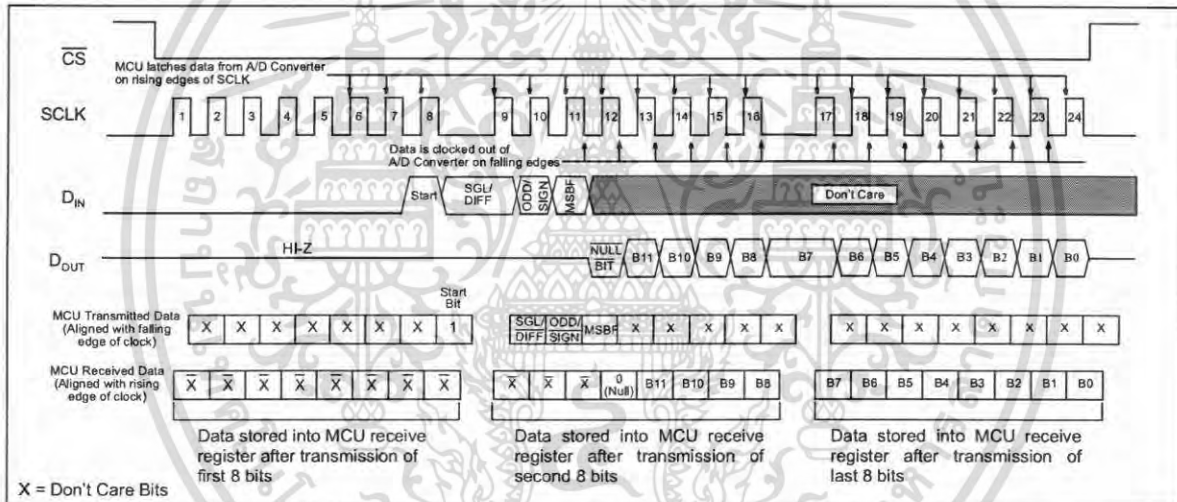 CS
MCU latches data from A/D Converter
on rising edges of SCLK
SCLK
1 2 3 4 5 6 7 8 9 10 11 12 13 14 15 16 17 18 19 20 21 22 23 24
Data is clocked out of
A/D Converter on falling edges
DIN
Start SGL/DIFF ODD/SIGN MSBF Don't Care
HI-Z
DOUT
NULL BIT B11 B10 B9 B8 B7 B6 B5 B4 B3 B2 B1 B0
Start
Bit
MCU Transmitted Data
(Aligned with falling
edge of clock)
X X X X X X X 1 SGL/DIFF ODD/SIGN MSBF X X X X X X X X X X X X X
MCU Received Data
(Aligned with rising
edge of clock)
X X X X X X X X X X X 0 (Null) B11 B10 B9 B8 B7 B6 B5 B4 B3 B2 B1 B0
Data stored into MCU receive
register after transmission of
first 8 bits
Data stored into MCU receive
register after transmission of
second 8 bits
Data stored into MCU receive
register after transmission of
last 8 bits
X = Don't Care Bits